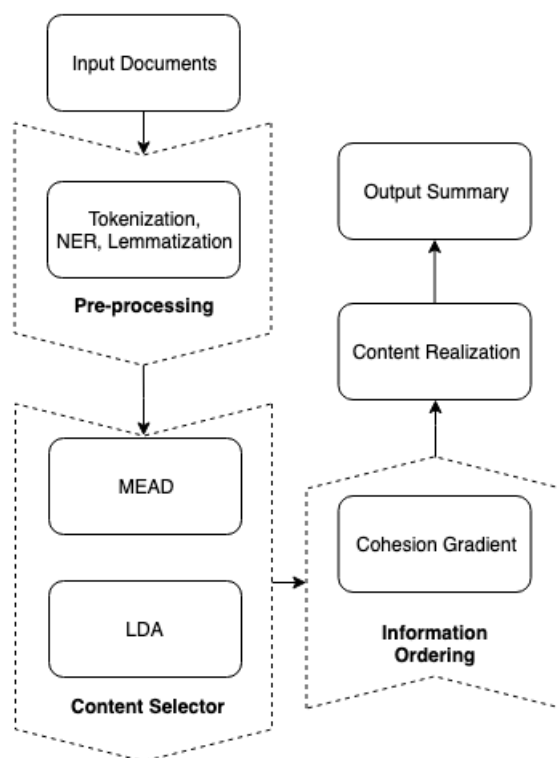 Input Documents
Tokenization,
NER, Lemmatization
Pre-processing
MEAD
LDA
Content Selector
Cohesion Gradient
Information
Ordering
Content Realization
Output Summary